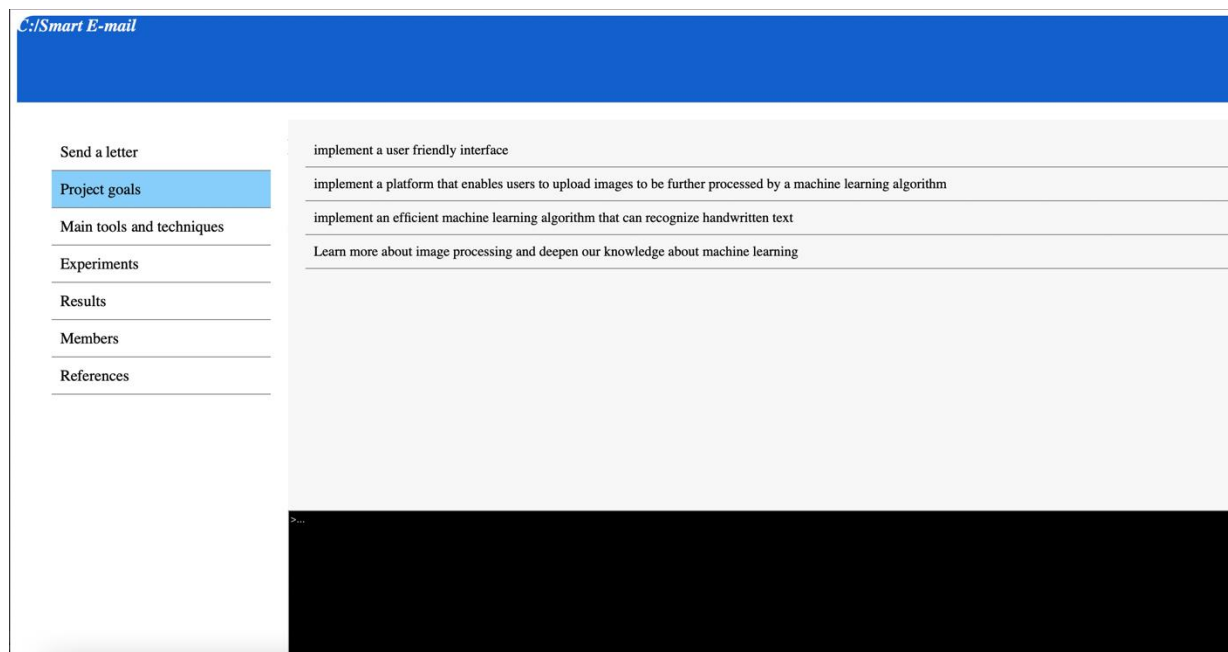 C:/Smart E-mail
Send a letter
Project goals
Main tools and techniques
Experiments
Results
Members
References
implement a user friendly interface
implement a platform that enables users to upload images to be further processed by a machine learning algorithm
implement an efficient machine learning algorithm that can recognize handwritten text
Learn more about image processing and deepen our knowledge about machine learning
>...